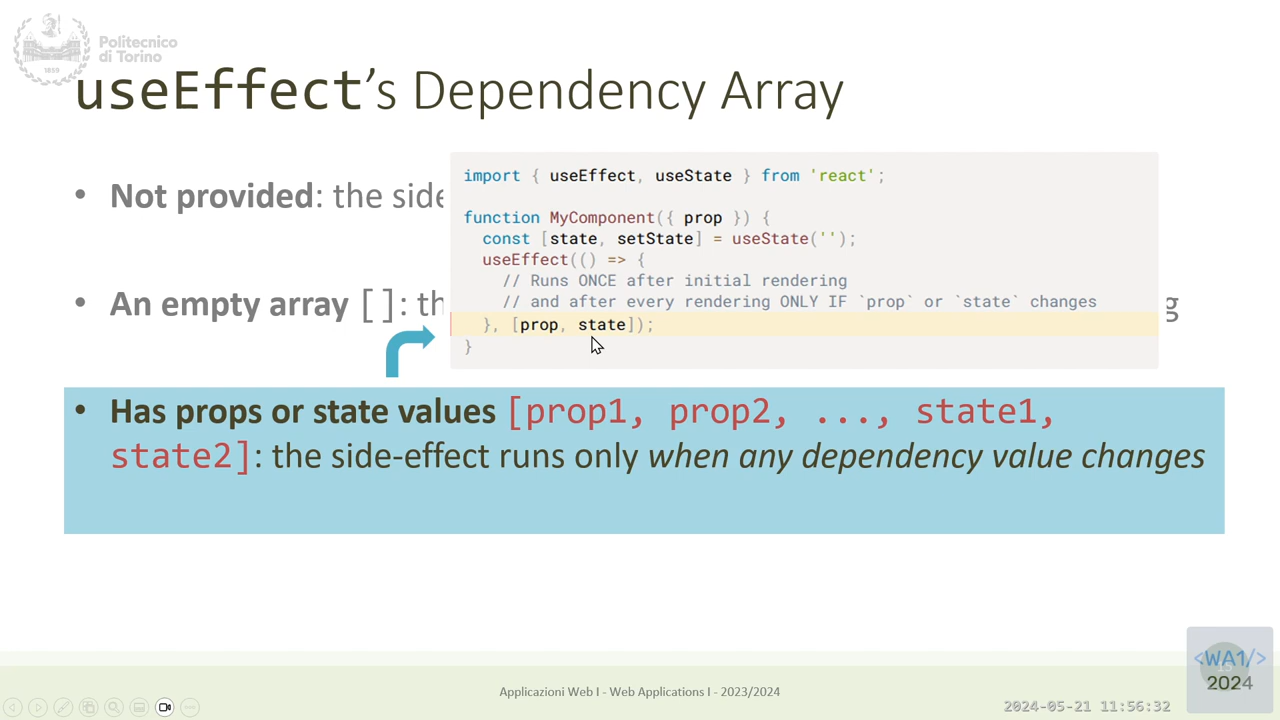 Politecnico
di Torino
1859
useEffect's Dependency Array
• Not provided: the side
import { useEffect, useState } from 'react';
function MyComponent({ prop }) {
const [state, setState] = useState('');
useEffect(() => {
// Runs ONCE after initial rendering
// and after every rendering ONLY IF `prop` or `state` changes
}, [prop, state]);
}
• An empty array []: th
g
• Has props or state values [prop1, prop2, ..., state1,
state2]: the side-effect runs only when any dependency value changes
Applicazioni Web I - Web Applications I - 2023/2024
<WA1/>
2024
2024-05-21 11:56:32